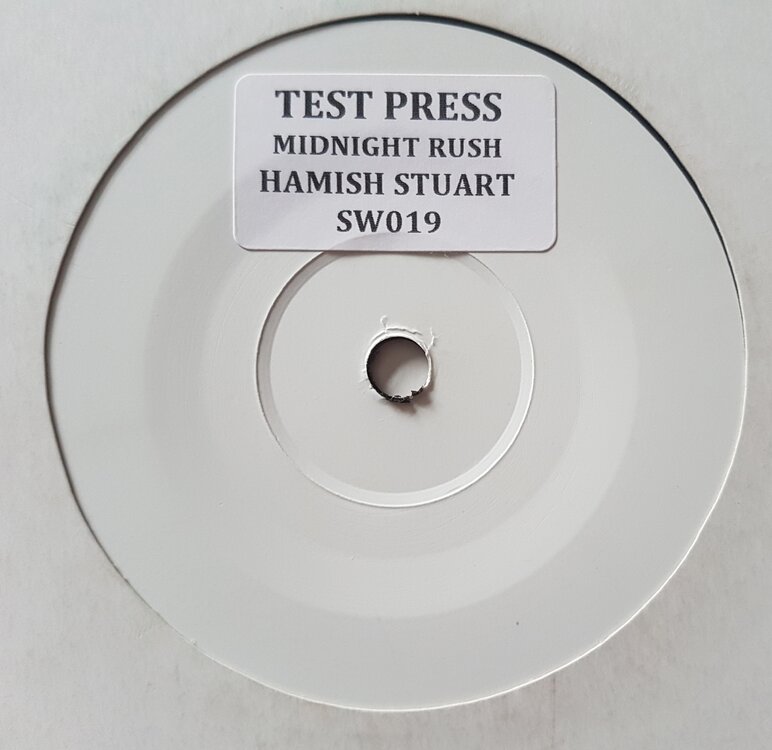 TEST PRESS
MIDNIGHT RUSH
HAMISH STUART
SW019